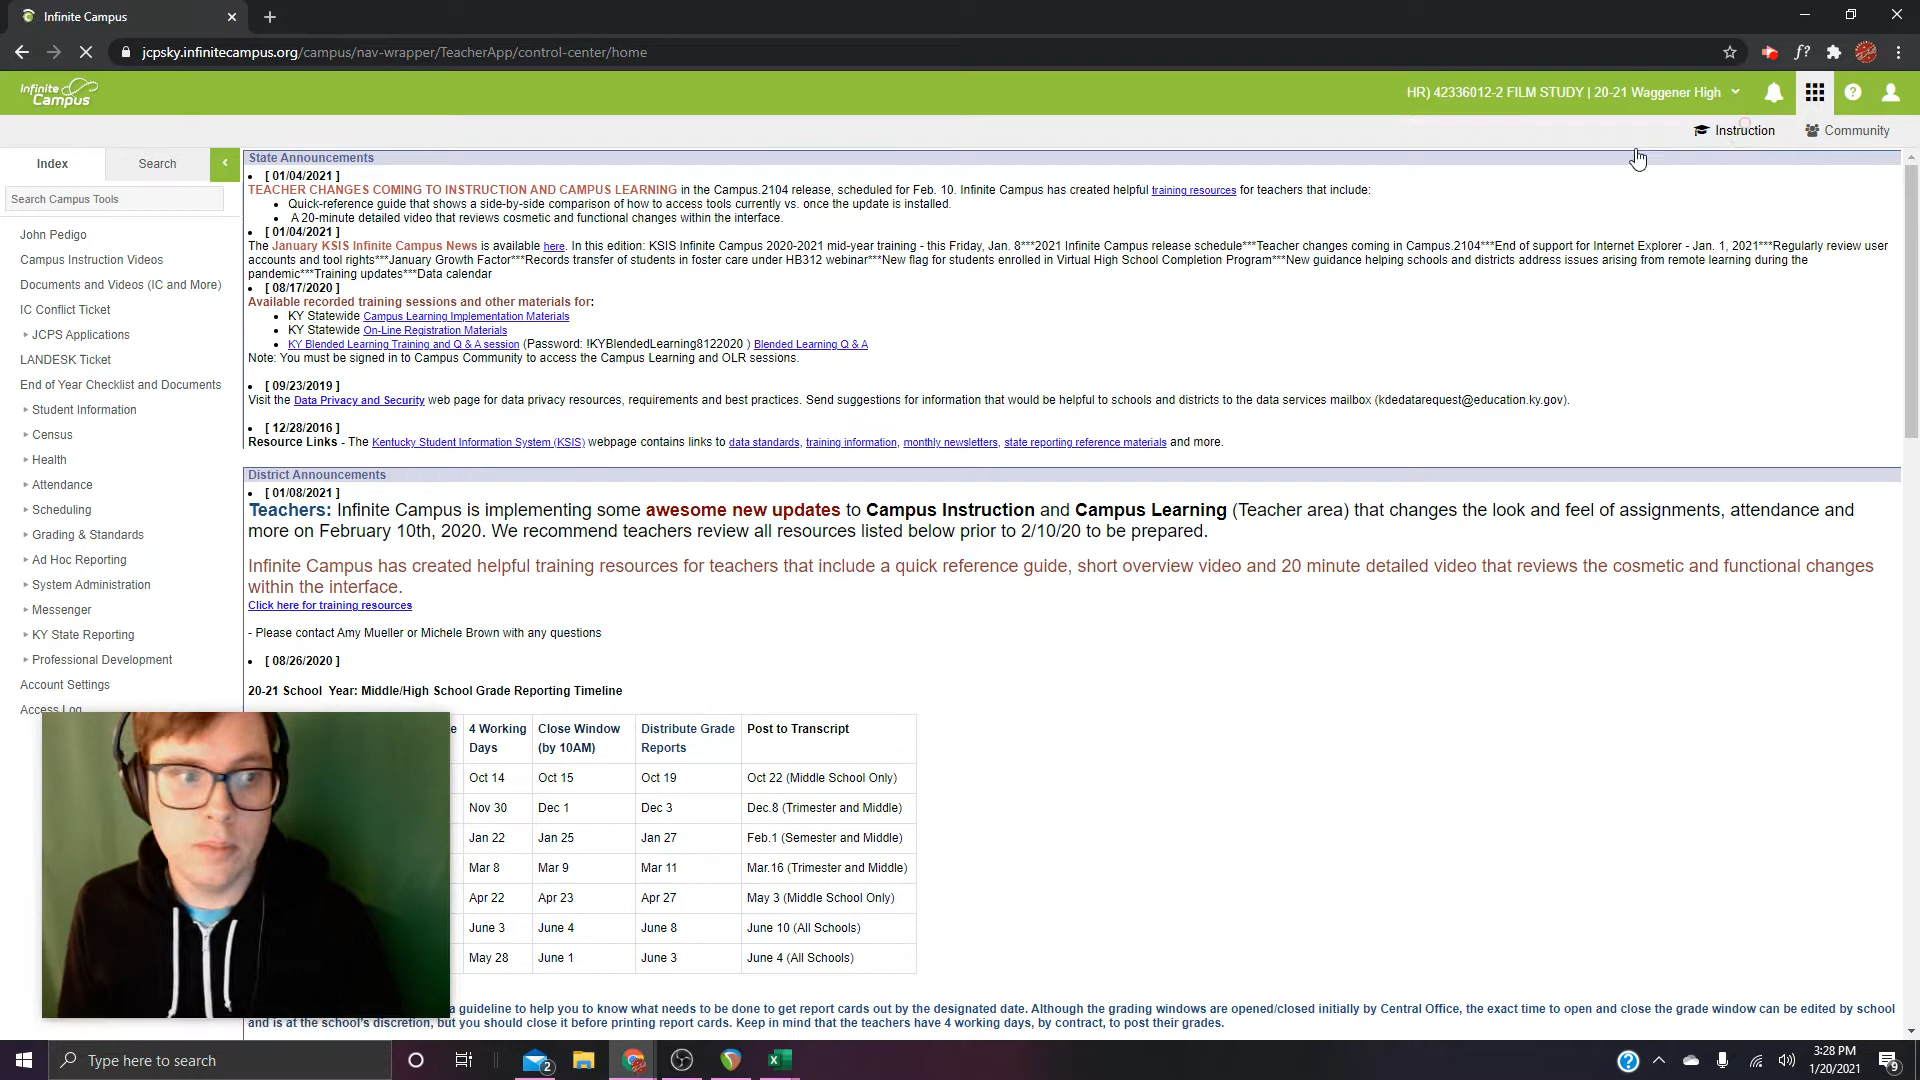 Infinite Campus
jcpsky.infinitecampus.org/campus/nav-wrapper/TeacherApp/control-center/home
f?
Infinite Campus
HR) 42336012-2 FILM STUDY | 20-21 Waggener High
Instruction
Community
Index
Search
Search Campus Tools
John Pedigo
Campus Instruction Videos
Documents and Videos (IC and More)
IC Conflict Ticket
JCPS Applications
LANDESK Ticket
End of Year Checklist and Documents
Student Information
Census
Health
Attendance
Scheduling
Grading & Standards
Ad Hoc Reporting
System Administration
Messenger
KY State Reporting
Professional Development
Account Settings
Access Log
State Announcements
[ 01/04/2021 ]
TEACHER CHANGES COMING TO INSTRUCTION AND CAMPUS LEARNING in the Campus.2104 release, scheduled for Feb. 10. Infinite Campus has created helpful training resources for teachers that include:
Quick-reference guide that shows a side-by-side comparison of how to access tools currently vs. once the update is installed.
A 20-minute detailed video that reviews cosmetic and functional changes within the interface.
[ 01/04/2021 ]
The January KSIS Infinite Campus News is available here. In this edition: KSIS Infinite Campus 2020-2021 mid-year training - this Friday, Jan. 8***2021 Infinite Campus release schedule***Teacher changes coming in Campus.2104***End of support for Internet Explorer - Jan. 1, 2021***Regularly review user
accounts and tool rights***January Growth Factor***Records transfer of students in foster care under HB312 webinar***New flag for students enrolled in Virtual High School Completion Program***New guidance helping schools and districts address issues arising from remote learning during the
pandemic***Training updates***Data calendar
[ 08/17/2020 ]
Available recorded training sessions and other materials for:
KY Statewide Campus Learning Implementation Materials
KY Statewide On-Line Registration Materials
KY Blended Learning Training and Q & A session (Password: !KYBlendedLearning8122020 ) Blended Learning Q & A
Note: You must be signed in to Campus Community to access the Campus Learning and OLR sessions.
[ 09/23/2019 ]
Visit the Data Privacy and Security web page for data privacy resources, requirements and best practices. Send suggestions for information that would be helpful to schools and districts to the data services mailbox (kdedatarequest@education.ky.gov).
[ 12/28/2016 ]
Resource Links - The Kentucky Student Information System (KSIS) webpage contains links to data standards, training information, monthly newsletters, state reporting reference materials and more.
District Announcements
[ 01/08/2021 ]
Teachers: Infinite Campus is implementing some awesome new updates to Campus Instruction and Campus Learning (Teacher area) that changes the look and feel of assignments, attendance and
more on February 10th, 2020. We recommend teachers review all resources listed below prior to 2/10/20 to be prepared.
Infinite Campus has created helpful training resources for teachers that include a quick reference guide, short overview video and 20 minute detailed video that reviews the cosmetic and functional changes
within the interface.
Click here for training resources
- Please contact Amy Mueller or Michele Brown with any questions
[ 08/26/2020 ]
20-21 School Year: Middle/High School Grade Reporting Timeline
e 4 Working Days Close Window (by 10AM) Distribute Grade Reports Post to Transcript
Oct 14 Oct 15 Oct 19 Oct 22 (Middle School Only)
Nov 30 Dec 1 Dec 3 Dec.8 (Trimester and Middle)
Jan 22 Jan 25 Jan 27 Feb.1 (Semester and Middle)
Mar 8 Mar 9 Mar 11 Mar.16 (Trimester and Middle)
Apr 22 Apr 23 Apr 27 May 3 (Middle School Only)
June 3 June 4 June 8 June 10 (All Schools)
May 28 June 1 June 3 June 4 (All Schools)
a guideline to help you to know what needs to be done to get report cards out by the designated date. Although the grading windows are opened/closed initially by Central Office, the exact time to open and close the grade window can be edited by school
and is at the school's discretion, but you should close it before printing report cards. Keep in mind that the teachers have 4 working days, by contract, to post their grades.
Type here to search
2
3:28 PM
1/20/2021
9